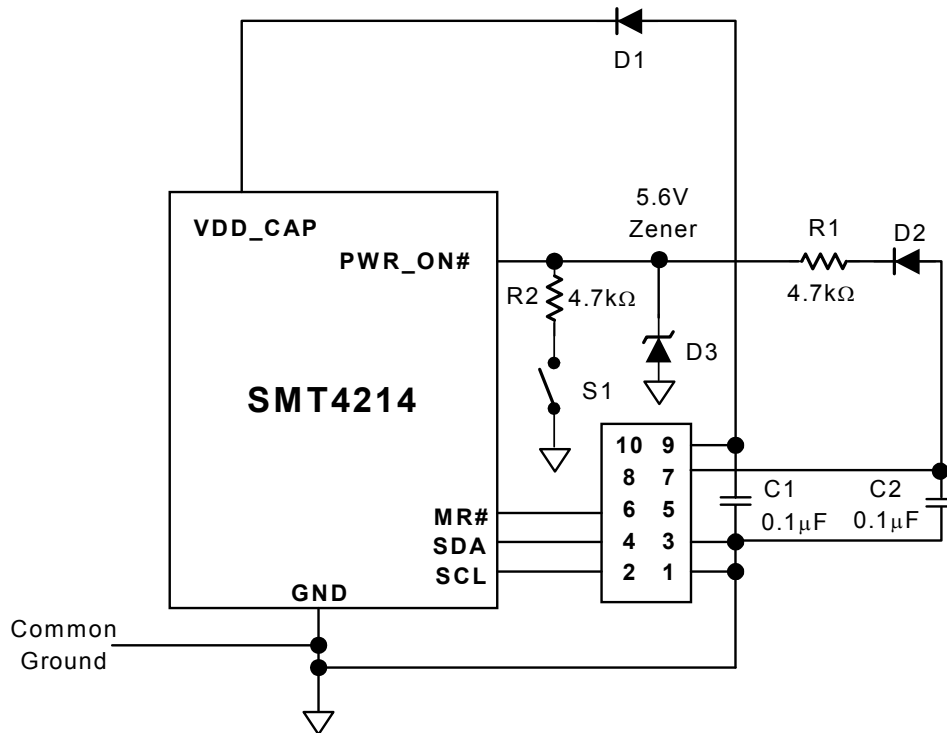 D1
VDD_CAP
5.6V
Zener
R1
D2
PWR_ON#
R2
4.7kΩ
4.7kΩ
D3
SMT4214
S1
10 9
8 7
6 5
4 3
2 1
C1
0.1µF
C2
0.1µF
MR#
SDA
SCL
GND
Common
Ground